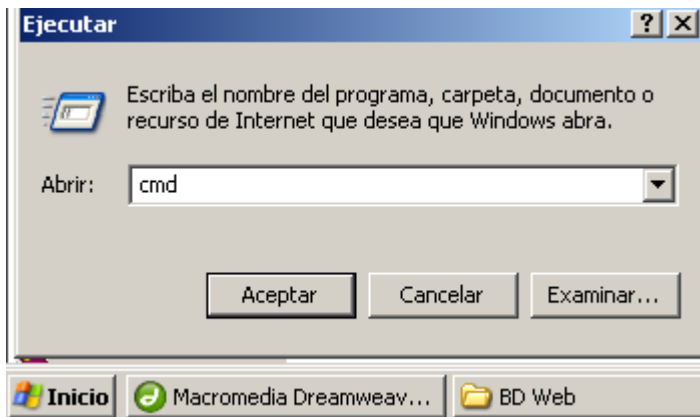 Ejecutar
Escriba el nombre del programa, carpeta, documento o
recurso de Internet que desea que Windows abra.
Abrir: cmd
Aceptar Cancelar Examinar...
Inicio Macromedia Dreamweav... BD Web